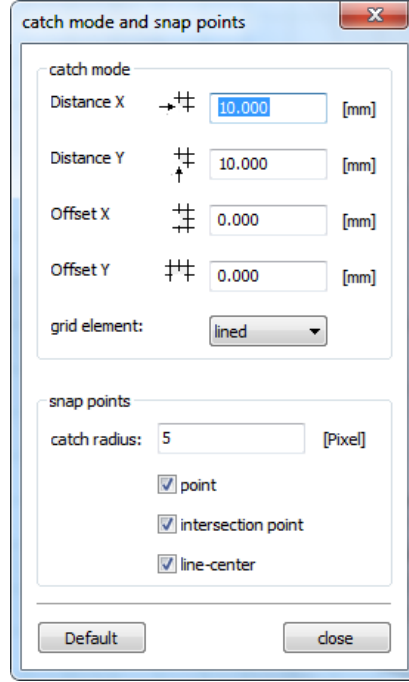 catch mode and snap points
x
catch mode
Distance X 10.000 [mm]
Distance Y 10.000 [mm]
Offset X 0.000 [mm]
Offset Y 0.000 [mm]
grid element: lined
snap points
catch radius: 5 [Pixel]
point
intersection point
line-center
Default close